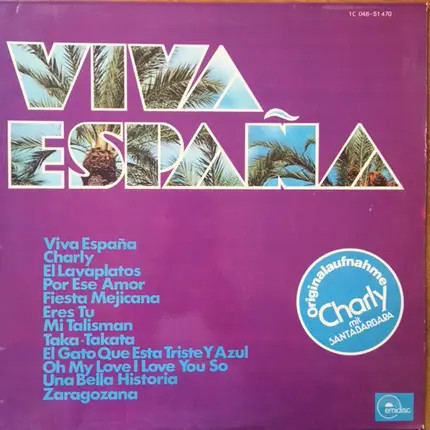 1C 048-51 470
VIVA
ESPAÑA
Viva España
Charly
El Lavaplatos
Por Ese Amor
Fiesta Mejicana
Eres Tu
Mi Talisman
Taka-Takata
El Gato Que Esta Triste Y Azul
Oh My Love I Love You So
Una Bella Historia
Zaragozana
Originalaufnahme
Charly
mit
SANTABARBARA
emidisc